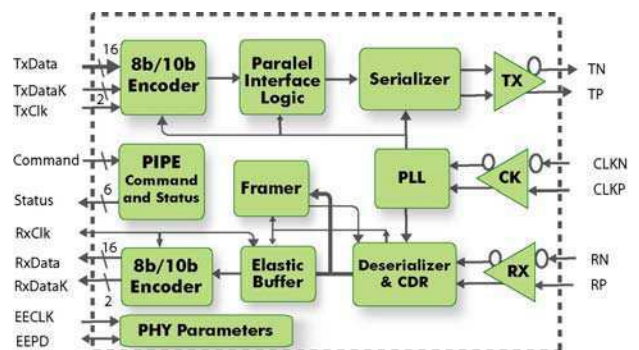 TxData
16
TxDataK
2
TxClk
8b/10b
Encoder
Paralel
Interface
Logic
Serializer
TX
TN
TP
Command
Status
6
PIPE
Command
and Status
Framer
PLL
CK
CLKN
CLKP
RxClk
RxData
16
RxDataK
2
8b/10b
Encoder
Elastic
Buffer
Deserializer
& CDR
RX
RN
RP
EECLK
EEPD
PHY Parameters